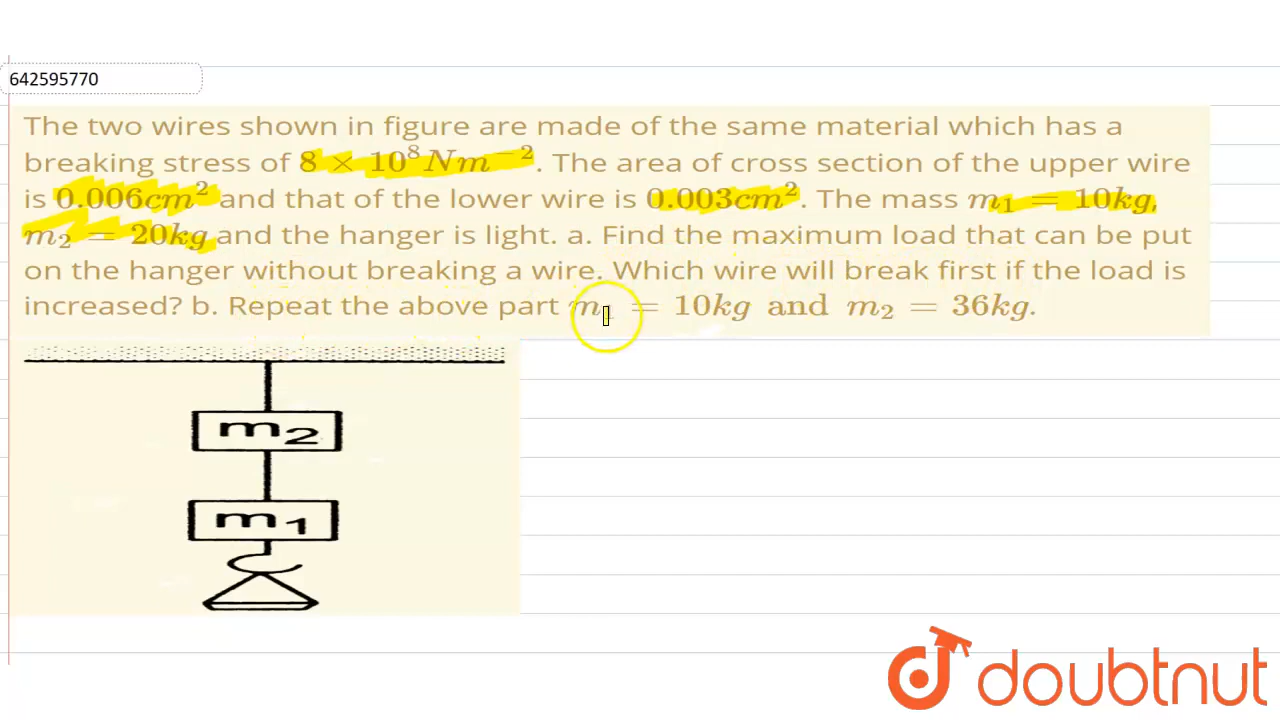 642595770
The two wires shown in figure are made of the same material which has a
breaking stress of 8 × 10⁸Nm⁻². The area of cross section of the upper wire
is 0.006cm² and that of the lower wire is 0.003cm². The mass m₁ = 10kg,
m₂ = 20kg and the hanger is light. a. Find the maximum load that can be put
on the hanger without breaking a wire. Which wire will break first if the load is
increased? b. Repeat the above part m₁ = 10kg and m₂ = 36kg.
m₂
m₁
doubtnut